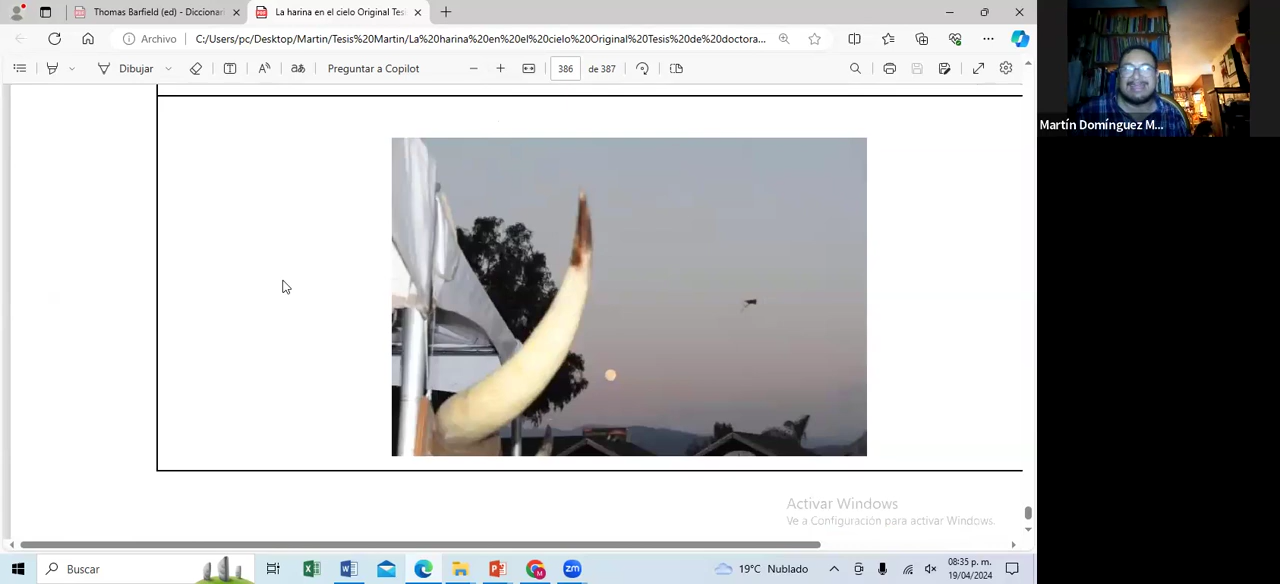 Thomas Barfield (ed) - Diccionari
La harina en el cielo Original Tes
Archivo
C:/Users/pc/Desktop/Martin/Tesis%20Martin/La%20harina%20en%20el%20cielo%20Original%20Tesis%20de%20doctora...
Dibujar
Preguntar a Copilot
386
de 387
Martín Domínguez M...
Activar Windows
Ve a Configuración para activar Windows.
Buscar
19°C Nublado
08:35 p. m.
19/04/2024